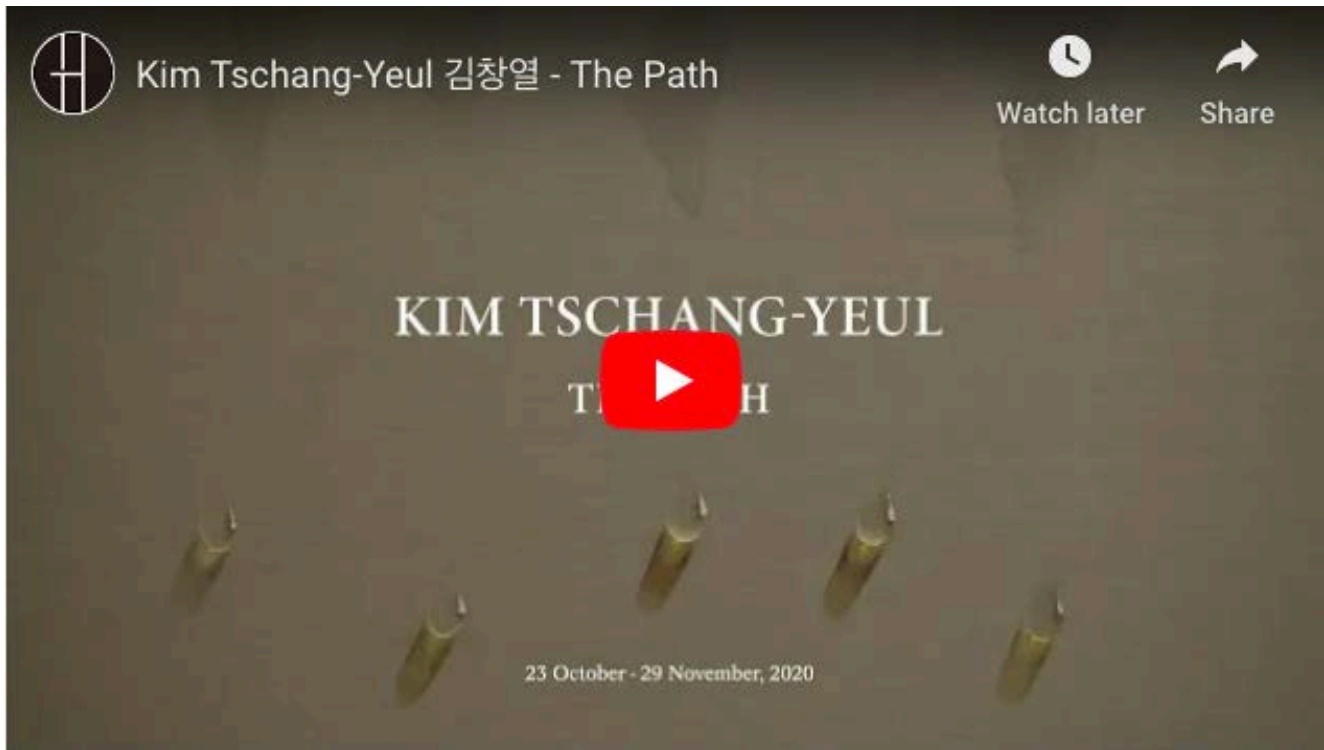 Kim Tschang-Yeul 김창열 - The Path
Watch later
Share
KIM TSCHANG-YEUL
23 October - 29 November, 2020